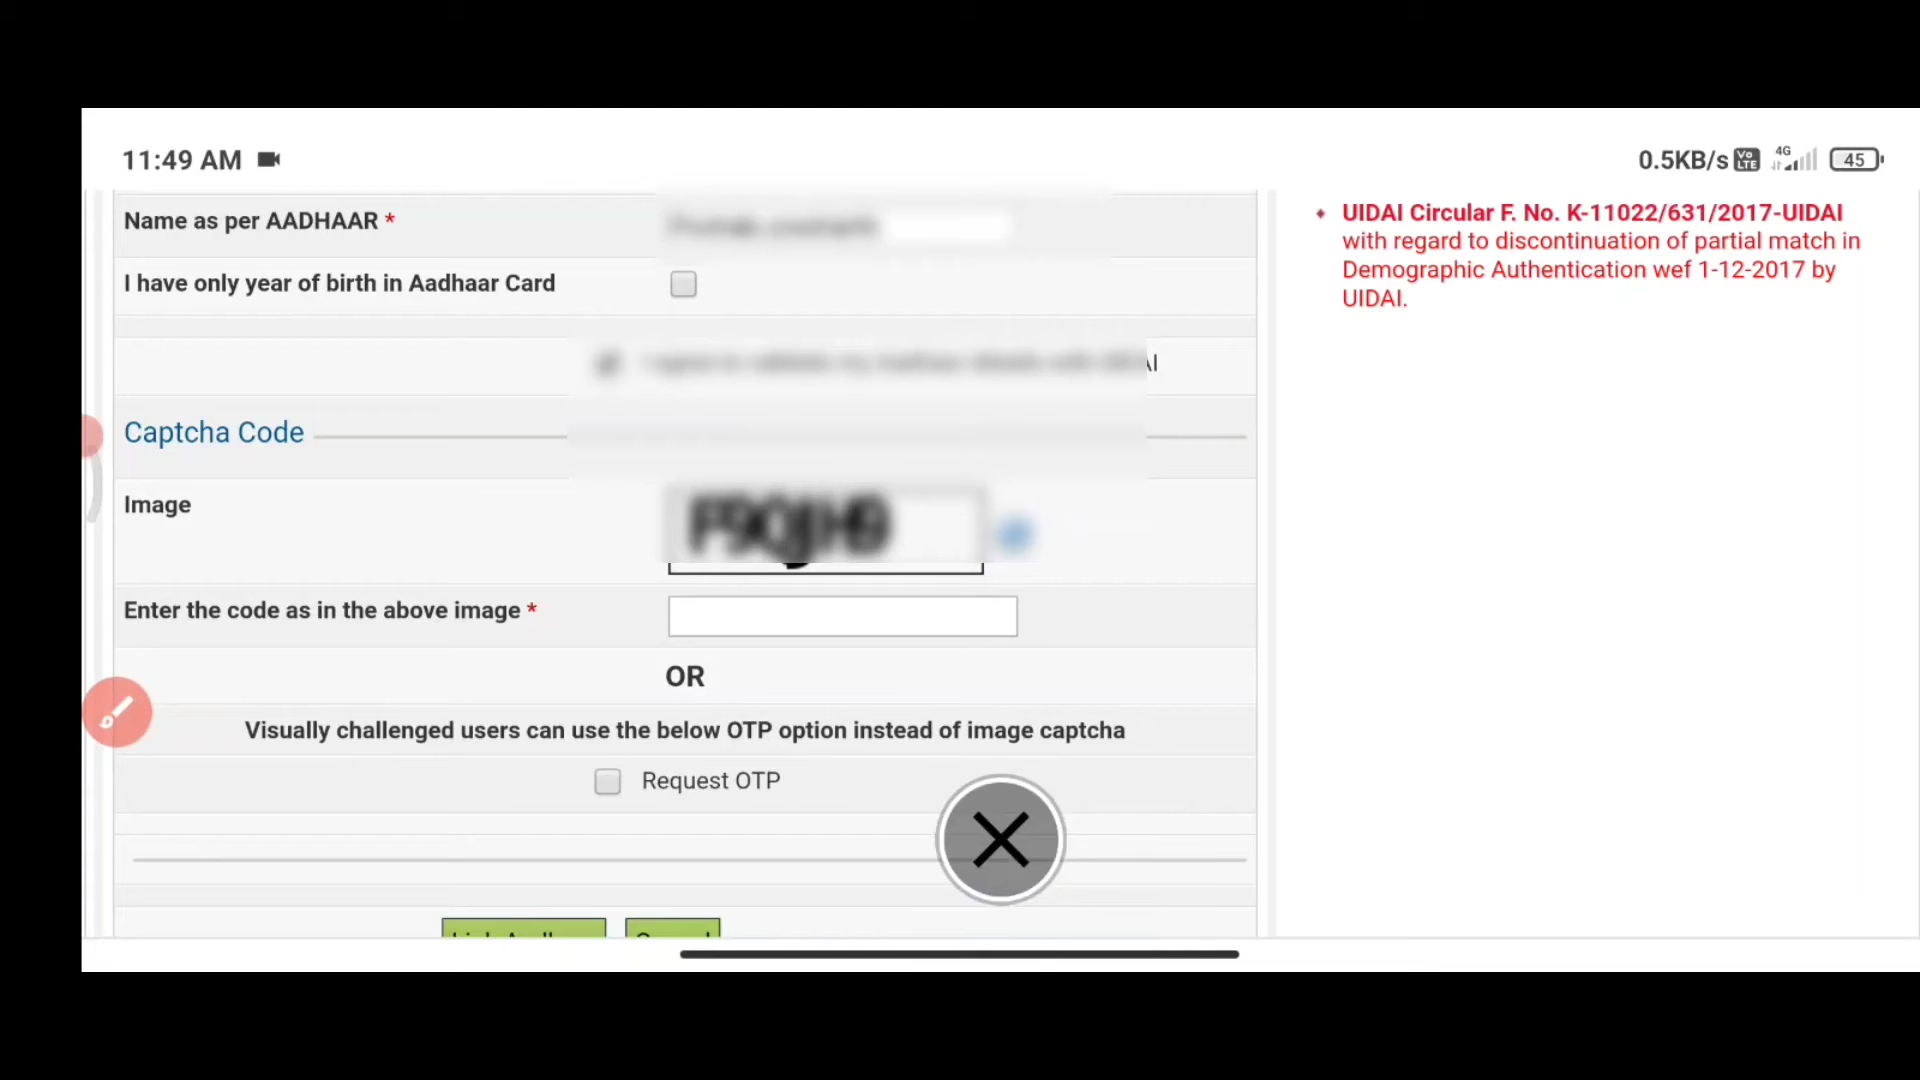 11:49 AM
0.5KB/s Vo LTE 4G 45
Name as per AADHAAR *
I have only year of birth in Aadhaar Card
Captcha Code
Image
Enter the code as in the above image *
OR
Visually challenged users can use the below OTP option instead of image captcha
Request OTP
UIDAI Circular F. No. K-11022/631/2017-UIDAI
with regard to discontinuation of partial match in
Demographic Authentication wef 1-12-2017 by
UIDAI.